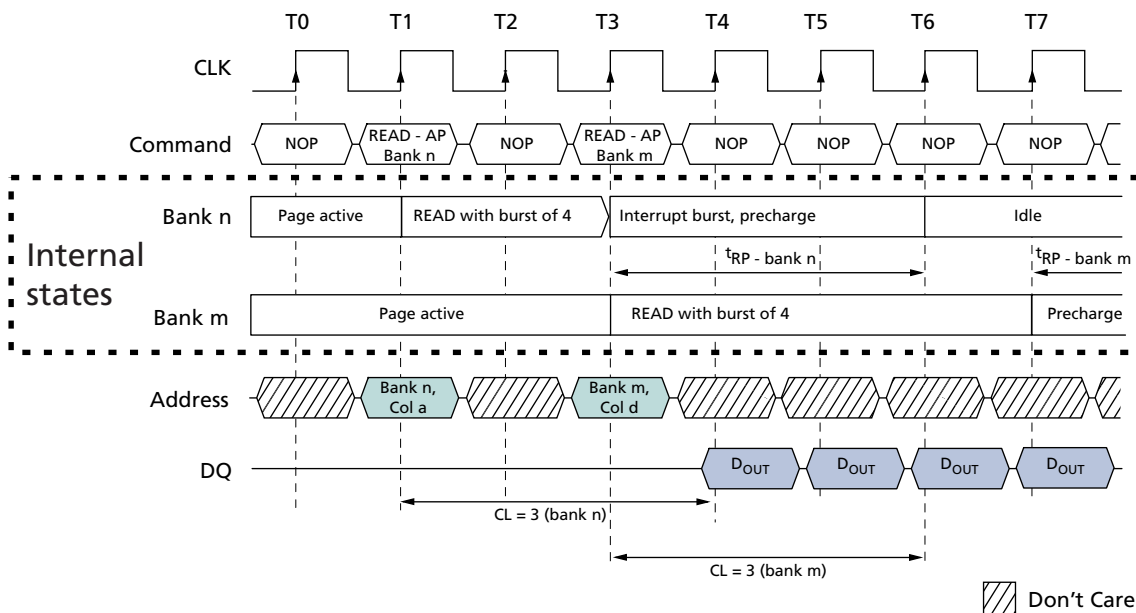 T0 T1 T2 T3 T4 T5 T6 T7
CLK
Command NOP READ - AP Bank n NOP READ - AP Bank m NOP NOP NOP NOP
Bank n Page active READ with burst of 4 Interrupt burst, precharge Idle
Internal states
tRP - bank n tRP - bank m
Bank m Page active READ with burst of 4 Precharge
Address Bank n, Col a Bank m, Col d
DQ DOUT DOUT DOUT DOUT
CL = 3 (bank n)
CL = 3 (bank m)
Don't Care